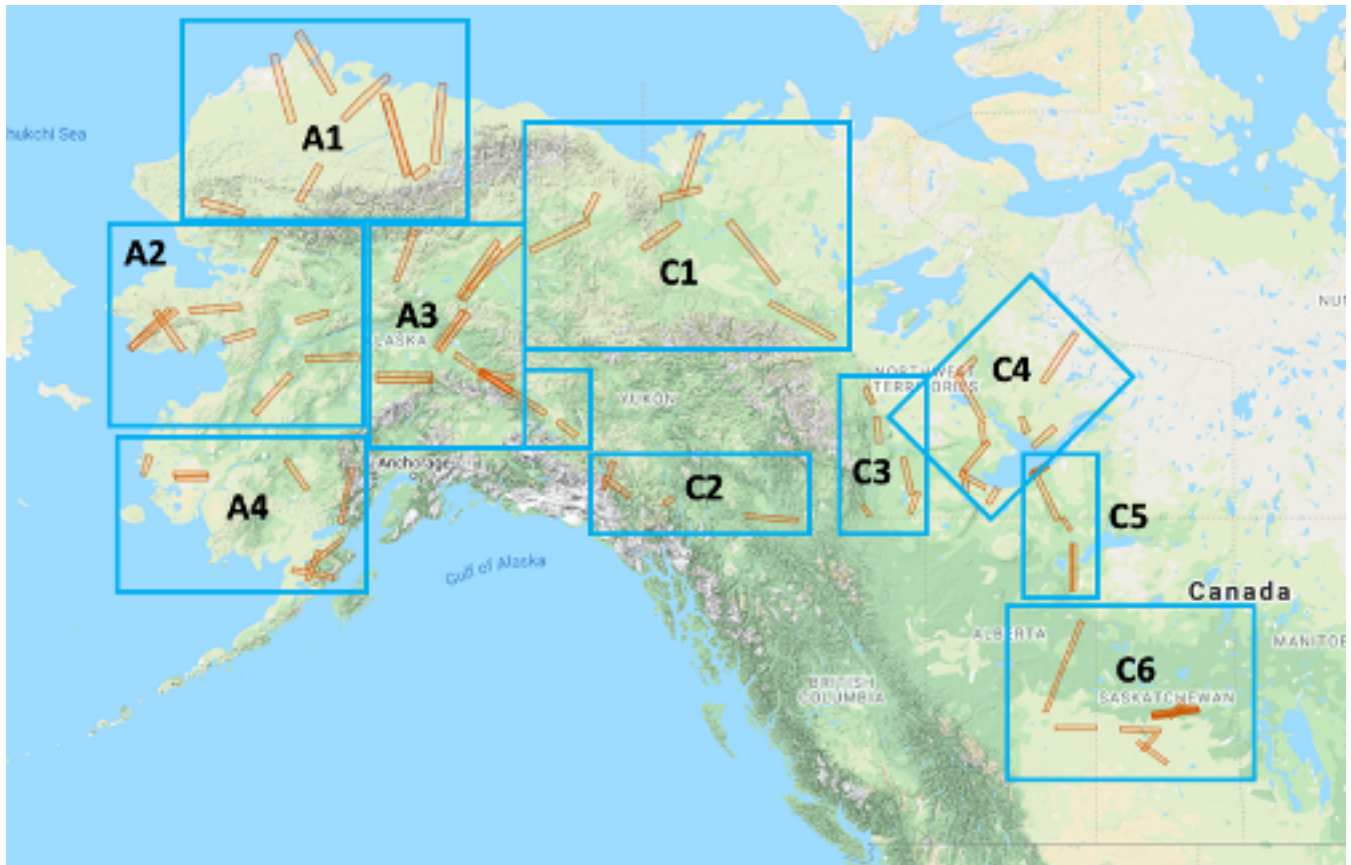 A1
hukchi Sea
A2
C1
A3
LASKA
NUN
C4
NORTHWEST
TERRITORIES
YUKON
C3
Anchorage
C2
A4
C5
Gulf of Alaska
Canada
ALBERTA
MANITOB
C6
BRITISH
COLUMBIA
SASKATCHEWAN